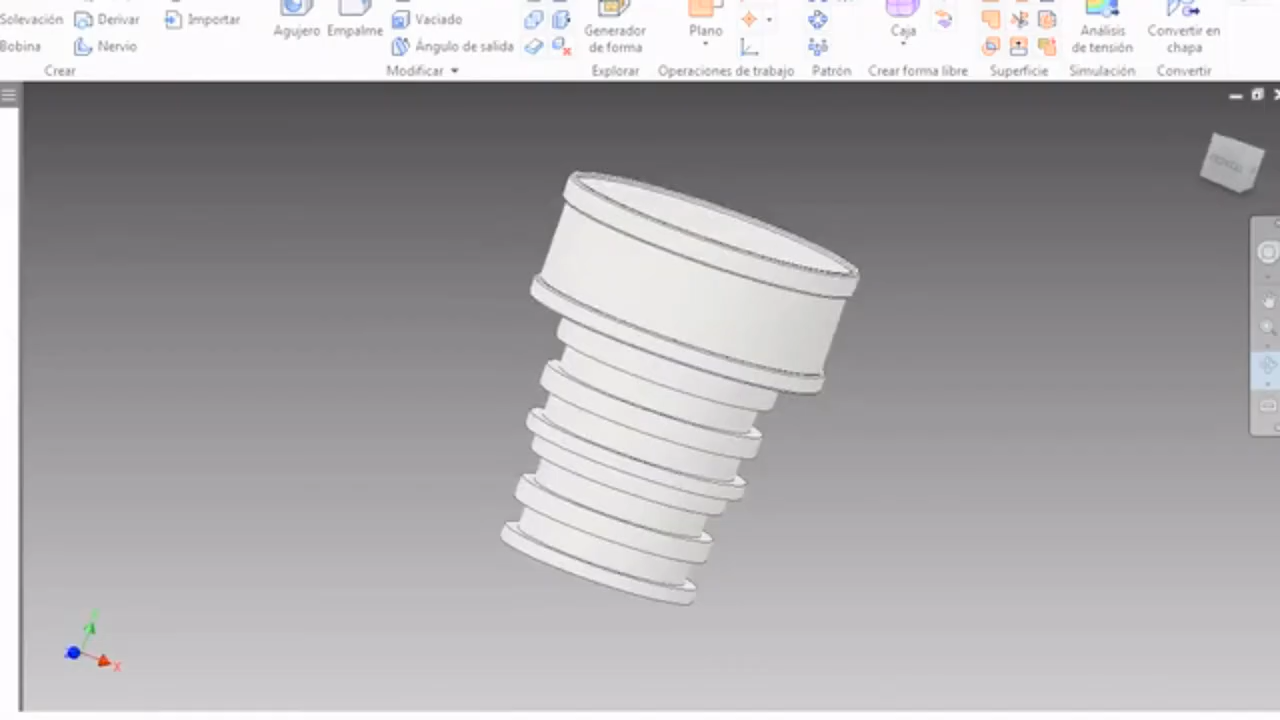 Solevación
Derivar
Importar
Bobina
Nervio
Crear
Agujero
Empalme
Vaciado
Ángulo de salida
Modificar
Generador
de forma
Explorar
Plano
Operaciones de trabajo
Patrón
Caja
Crear forma libre
Superficie
Análisis
de tensión
Simulación
Convertir en
chapa
Convertir
X